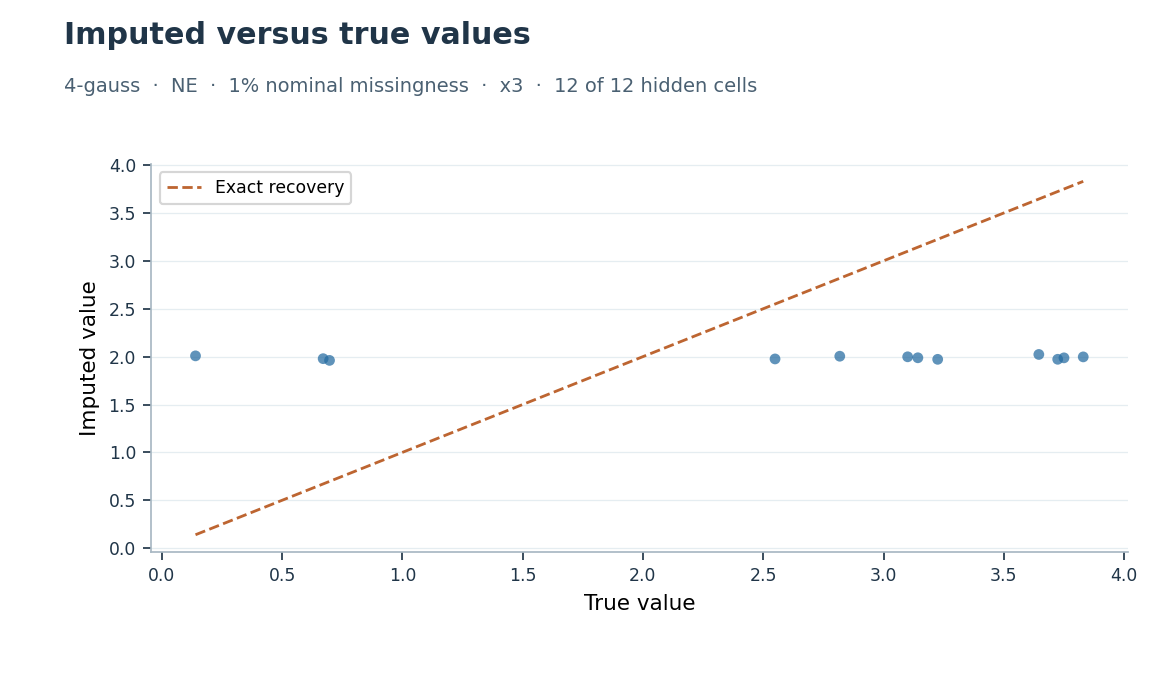 Imputed versus true values
4-gauss · NE · 1% nominal missingness · x3 · 12 of 12 hidden cells
4.0
Exact recovery
3.5
3.0
2.5
2.0
1.5
1.0
0.5
0.0
Imputed value
0.0 0.5 1.0 1.5 2.0 2.5 3.0 3.5 4.0
True value